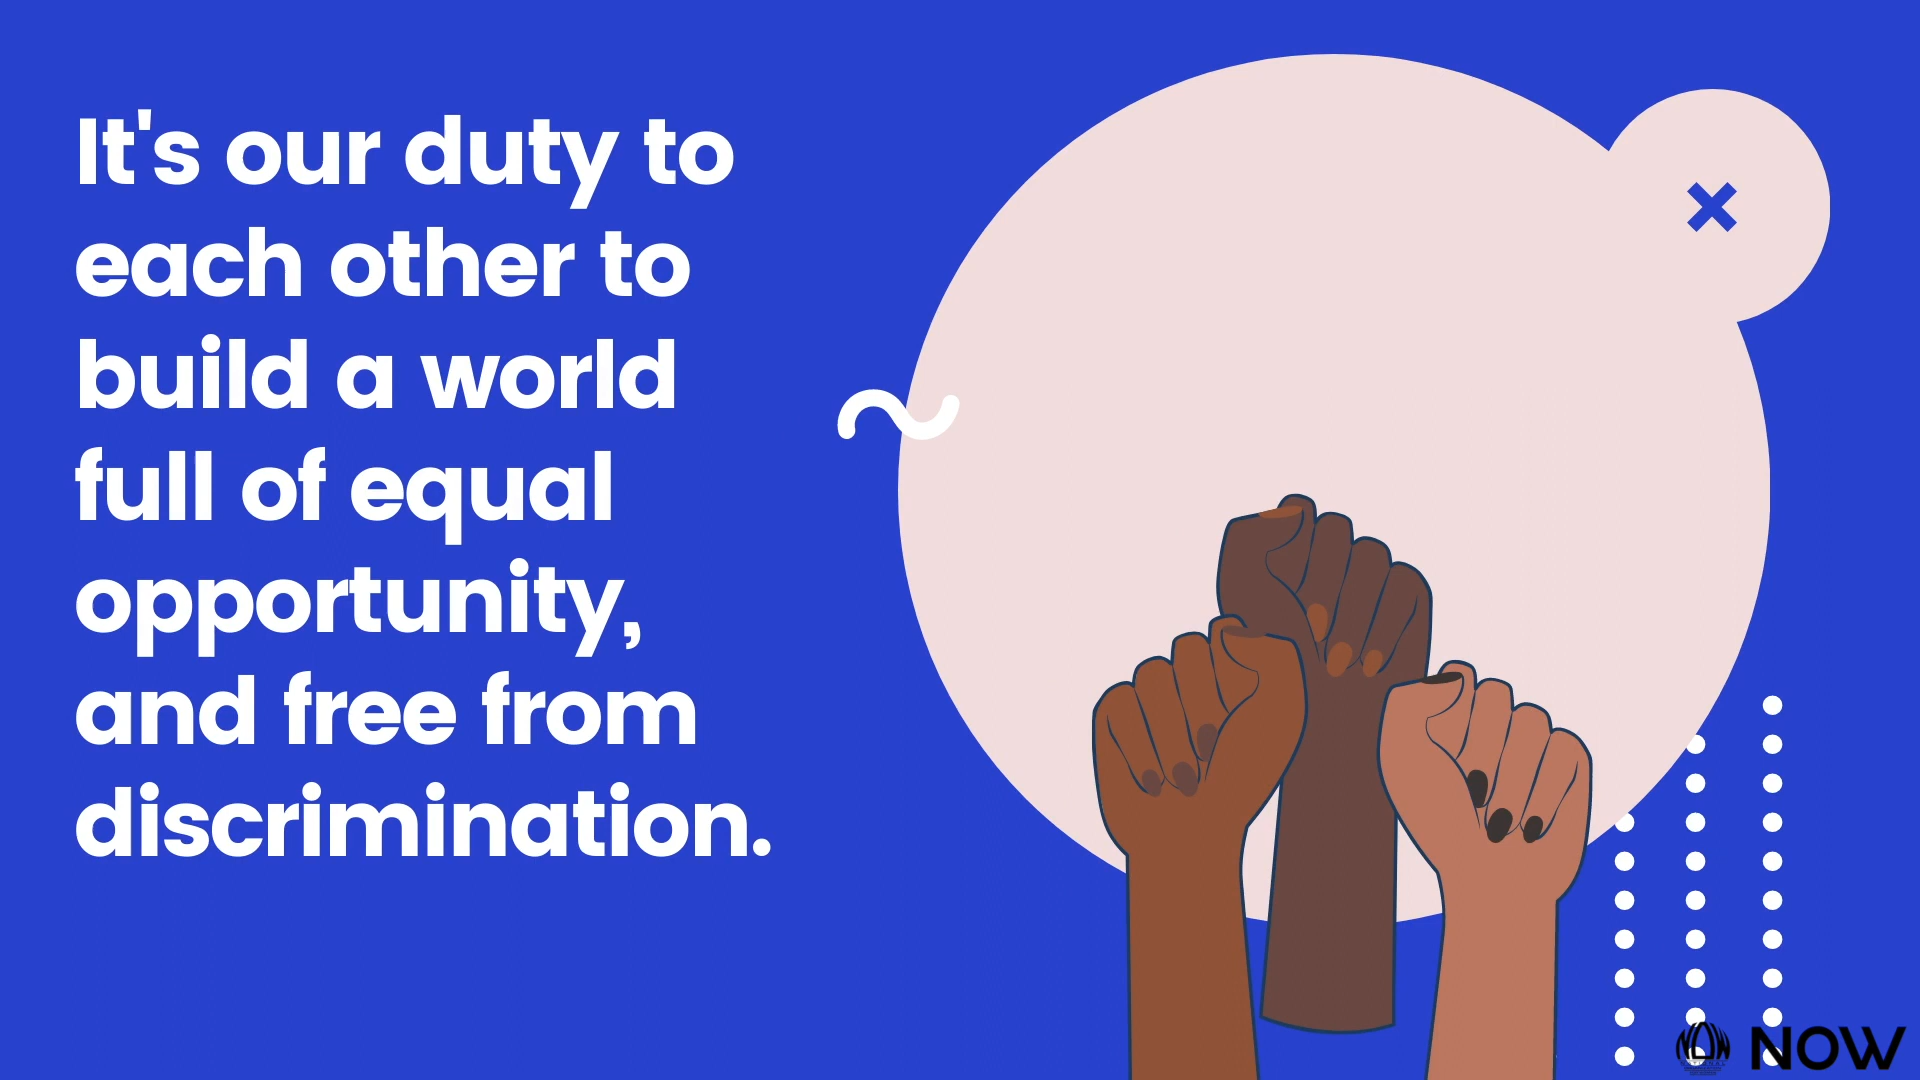 It's our duty to
each other to
build a world
full of equal
opportunity,
and free from
discrimination.
NOW